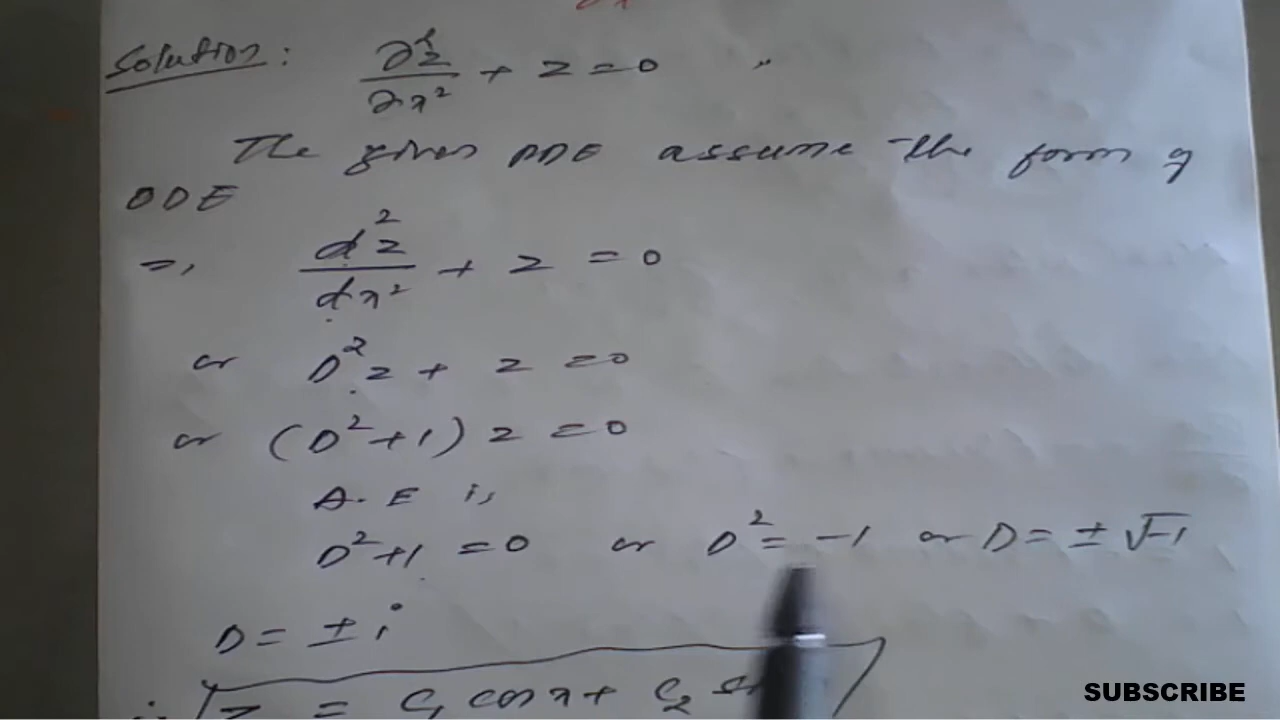 Solution: ∂²z/∂x² + z = 0
The given PDE assume the form of
ODE
⇒, d²z/dx² + z = 0
or D²z + z = 0
or (D²+1) z = 0
A.E is
D²+1 = 0 or D² = -1 or D = ± √-1
D = ± i
∴ z = C₁ cos x + C₂
SUBSCRIBE